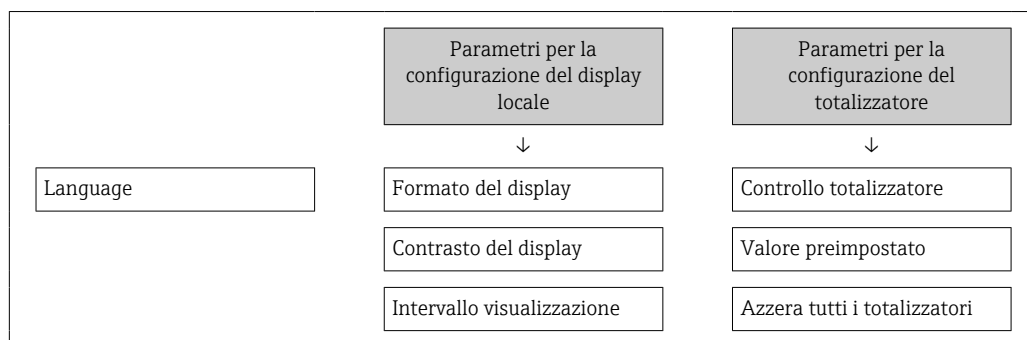 Parametri per la
configurazione del display
locale
Parametri per la
configurazione del
totalizzatore
↓
↓
Language
Formato del display
Controllo totalizzatore
Contrasto del display
Valore preimpostato
Intervallo visualizzazione
Azzera tutti i totalizzatori